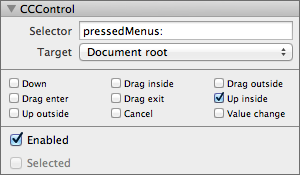 CCControl
Selector pressedMenus:
Target Document root
Down Drag inside Drag outside
Drag enter Drag exit Up inside
Up outside Cancel Value change
Enabled
Selected